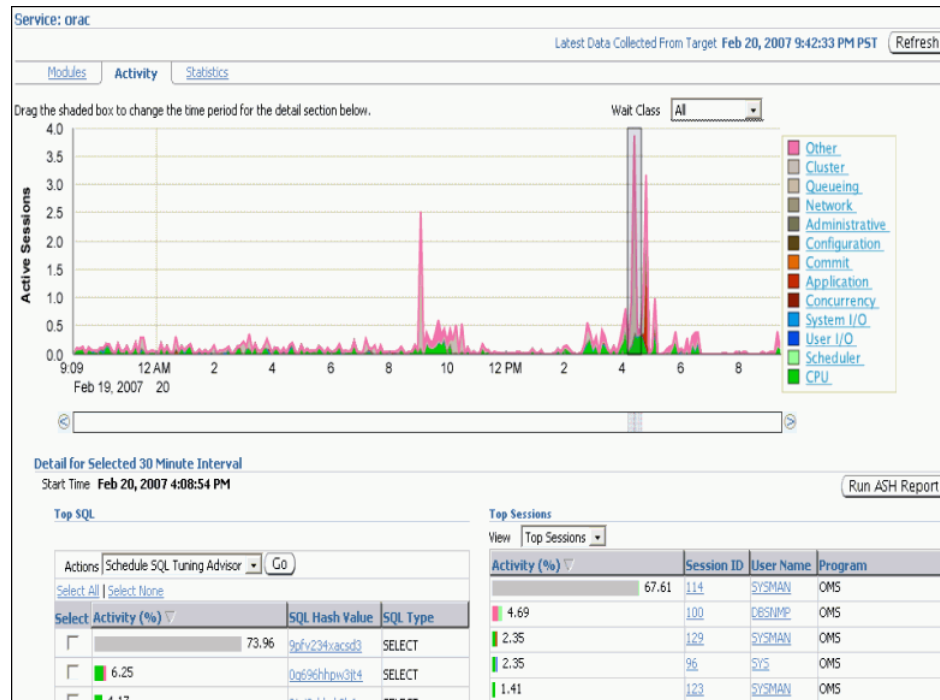 Service: orac
Latest Data Collected From Target Feb 20, 2007 9:42:33 PM PST Refresh
Modules Activity Statistics
Drag the shaded box to change the time period for the detail section below.
Wait Class All
Active Sessions
4.0
3.5
3.0
2.5
2.0
1.5
1.0
0.5
0.0
9:09 12 AM 2 4 6 8 10 12 PM 2 4 6 8
Feb 19, 2007 20
Other
Cluster
Queueing
Network
Administrative
Configuration
Commit
Application
Concurrency
System I/O
User I/O
Scheduler
CPU
Detail for Selected 30 Minute Interval
Start Time Feb 20, 2007 4:08:54 PM
Run ASH Report
Top SQL
Actions Schedule SQL Tuning Advisor Go
Select All | Select None
Select Activity (%) SQL Hash Value SQL Type
73.96 9pfv234xacsd3 SELECT
6.25 0g696hhpw3jt4 SELECT
Top Sessions
View Top Sessions
Activity (%) Session ID User Name Program
67.61 114 SYSMAN OMS
4.69 100 DBSNMP OMS
2.35 129 SYSMAN OMS
2.35 96 SYS OMS
1.41 123 SYSMAN OMS